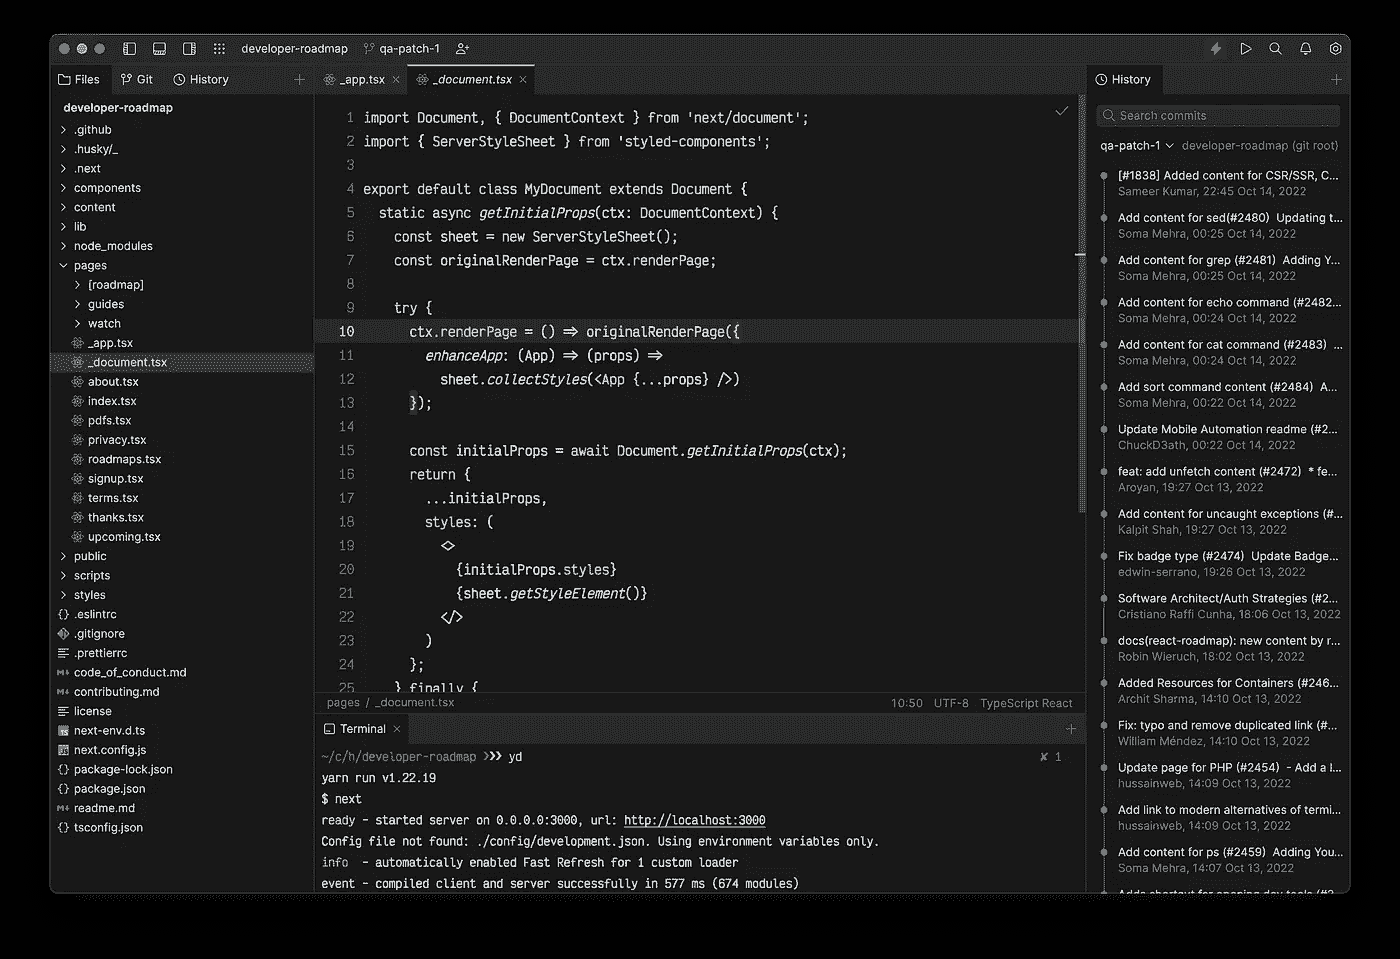 developer-roadmap qa-patch-1
Files Git History
developer-roadmap
.github
.husky/_
.next
components
content
lib
node_modules
pages
[roadmap]
guides
watch
_app.tsx
_document.tsx
about.tsx
index.tsx
pdfs.tsx
privacy.tsx
roadmaps.tsx
signup.tsx
terms.tsx
thanks.tsx
upcoming.tsx
public
scripts
styles
.eslintrc
.gitignore
.prettierrc
code_of_conduct.md
contributing.md
license
next-env.d.ts
next.config.js
package-lock.json
package.json
readme.md
tsconfig.json
_app.tsx _document.tsx
1 import Document, { DocumentContext } from 'next/document';
2 import { ServerStyleSheet } from 'styled-components';
3
4 export default class MyDocument extends Document {
5 static async getInitialProps(ctx: DocumentContext) {
6 const sheet = new ServerStyleSheet();
7 const originalRenderPage = ctx.renderPage;
8
9 try {
10 ctx.renderPage = () => originalRenderPage({
11 enhanceApp: (App) => (props) =>
12 sheet.collectStyles(<App {...props} />)
13 });
14
15 const initialProps = await Document.getInitialProps(ctx);
16 return {
17 ...initialProps,
18 styles: (
19 <>
20 {initialProps.styles}
21 {sheet.getStyleElement()}
22 </>
23 )
24 };
25 } finally {
pages / _document.tsx 10:50 UTF-8 TypeScript React
Terminal
~/c/h/developer-roadmap ❯❯❯ yd ✘ 1
yarn run v1.22.19
$ next
ready - started server on 0.0.0.0:3000, url: http://localhost:3000
Config file not found: ./config/development.json. Using environment variables only.
info - automatically enabled Fast Refresh for 1 custom loader
event - compiled client and server successfully in 577 ms (674 modules)
History
Search commits
qa-patch-1 developer-roadmap (git root)
[#1838] Added content for CSR/SSR, C...
Sameer Kumar, 22:45 Oct 14, 2022
Add content for sed(#2480) Updating t...
Soma Mehra, 00:25 Oct 14, 2022
Add content for grep (#2481) Adding Y...
Soma Mehra, 00:25 Oct 14, 2022
Add content for echo command (#2482...
Soma Mehra, 00:24 Oct 14, 2022
Add content for cat command (#2483) ...
Soma Mehra, 00:24 Oct 14, 2022
Add sort command content (#2484) A...
Soma Mehra, 00:22 Oct 14, 2022
Update Mobile Automation readme (#2...
ChuckD3ath, 00:22 Oct 14, 2022
feat: add unfetch content (#2472) * fe...
Aroyan, 19:27 Oct 13, 2022
Add content for uncaught exceptions (#...
Kalpit Shah, 19:27 Oct 13, 2022
Fix badge type (#2474) Update Badge...
edwin-serrano, 19:26 Oct 13, 2022
Software Architect/Auth Strategies (#2...
Cristiano Raffi Cunha, 18:06 Oct 13, 2022
docs(react-roadmap): new content by r...
Robin Wieruch, 18:02 Oct 13, 2022
Added Resources for Containers (#246...
Archit Sharma, 14:10 Oct 13, 2022
Fix: typo and remove duplicated link (#...
William Méndez, 14:10 Oct 13, 2022
Update page for PHP (#2454) - Add a l...
hussainweb, 14:09 Oct 13, 2022
Add link to modern alternatives of termi...
hussainweb, 14:09 Oct 13, 2022
Add content for ps (#2459) Adding You...
Soma Mehra, 14:07 Oct 13, 2022